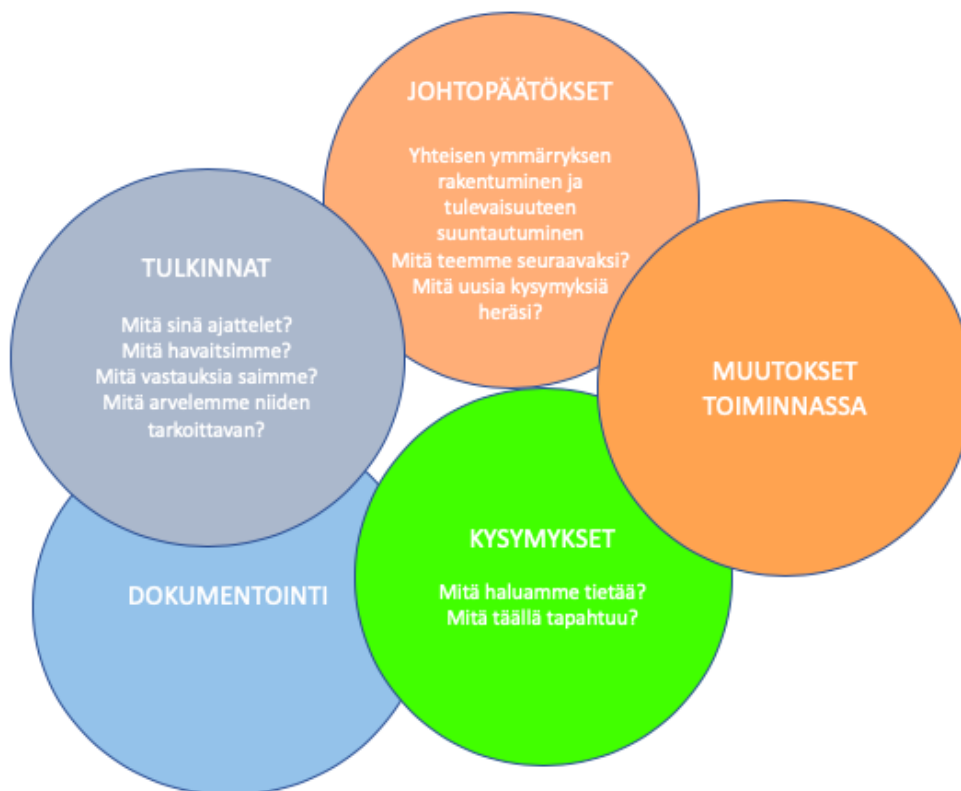 JOHTOPÄÄTÖKSET
Yhteisen ymmärryksen
rakentuminen ja
tulevaisuuteen
suuntautuminen
Mitä teemme seuraavaksi?
Mitä uusia kysymyksiä
heräsi?
TULKINNAT
Mitä sinä ajattelet?
Mitä havaitsimme?
Mitä vastauksia saimme?
Mitä arvelemme niiden
tarkoittavan?
MUUTOKSET
TOIMINNASSA
KYSYMYKSET
Mitä haluamme tietää?
Mitä täällä tapahtuu?
DOKUMENTOINTI